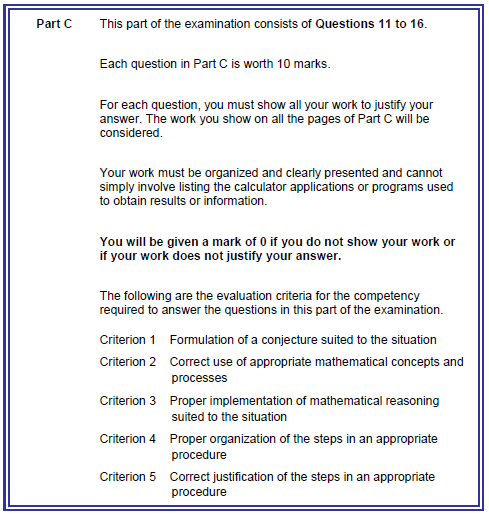 Part C This part of the examination consists of Questions 11 to 16.
Each question in Part C is worth 10 marks.
For each question, you must show all your work to justify your
answer. The work you show on all the pages of Part C will be
considered.
Your work must be organized and clearly presented and cannot
simply involve listing the calculator applications or programs used
to obtain results or information.
You will be given a mark of 0 if you do not show your work or
if your work does not justify your answer.
The following are the evaluation criteria for the competency
required to answer the questions in this part of the examination.
Criterion 1 Formulation of a conjecture suited to the situation
Criterion 2 Correct use of appropriate mathematical concepts and
processes
Criterion 3 Proper implementation of mathematical reasoning
suited to the situation
Criterion 4 Proper organization of the steps in an appropriate
procedure
Criterion 5 Correct justification of the steps in an appropriate
procedure